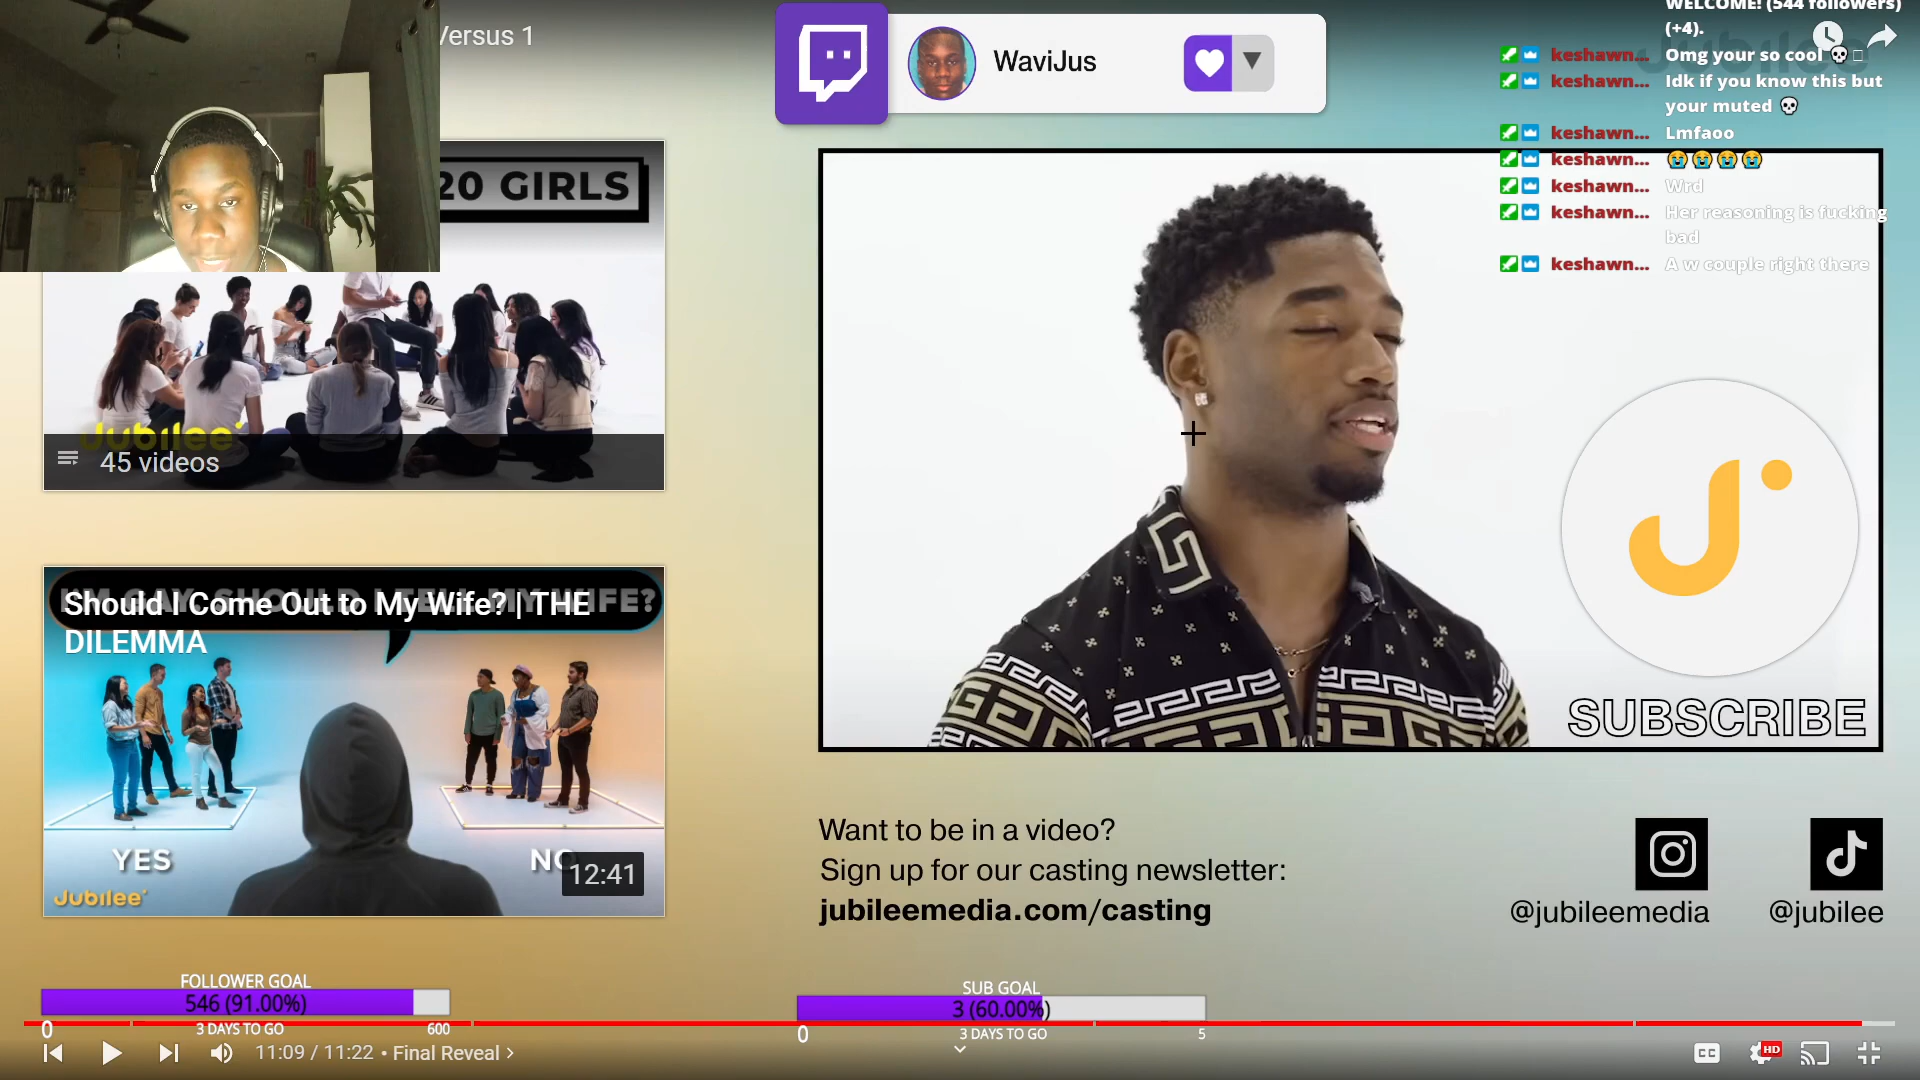 Versus 1
WaviJus
WELCOME! (544 followers)
(+4).
keshawn... Omg your so cool 💀
keshawn... Idk if you know this but
your muted 💀
keshawn... Lmfaoo
keshawn... 😭😭😭😭
keshawn... Wrd
keshawn... Her reasoning is fucking
bad
keshawn... A w couple right there
20 GIRLS
Jubilee
45 videos
Should I Come Out to My Wife? | THE
DILEMMA
YES
NO
12:41
Jubilee
SUBSCRIBE
Want to be in a video?
Sign up for our casting newsletter:
jubileemedia.com/casting
@jubileemedia
@jubilee
FOLLOWER GOAL
546 (91.00%)
0
3 DAYS TO GO
600
SUB GOAL
3 (60.00%)
0
3 DAYS TO GO
5
11:09 / 11:22 • Final Reveal >
CC
HD